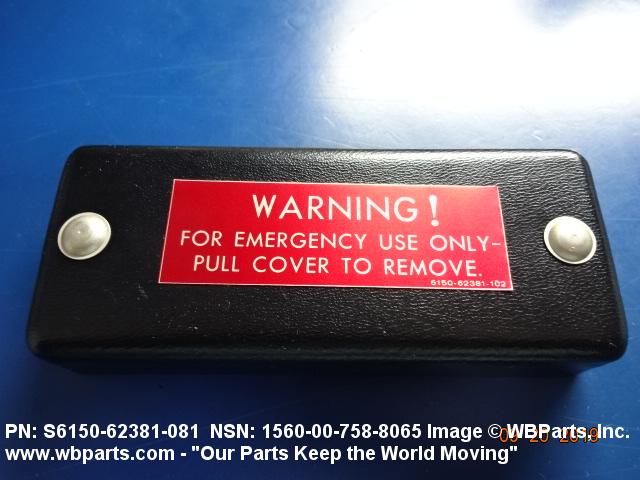 WARNING!
FOR EMERGENCY USE ONLY-
PULL COVER TO REMOVE.
6150-62381-102
PN: S6150-62381-081 NSN: 1560-00-758-8065 Image © WBParts, Inc.
www.wbparts.com - "Our Parts Keep the World Moving"